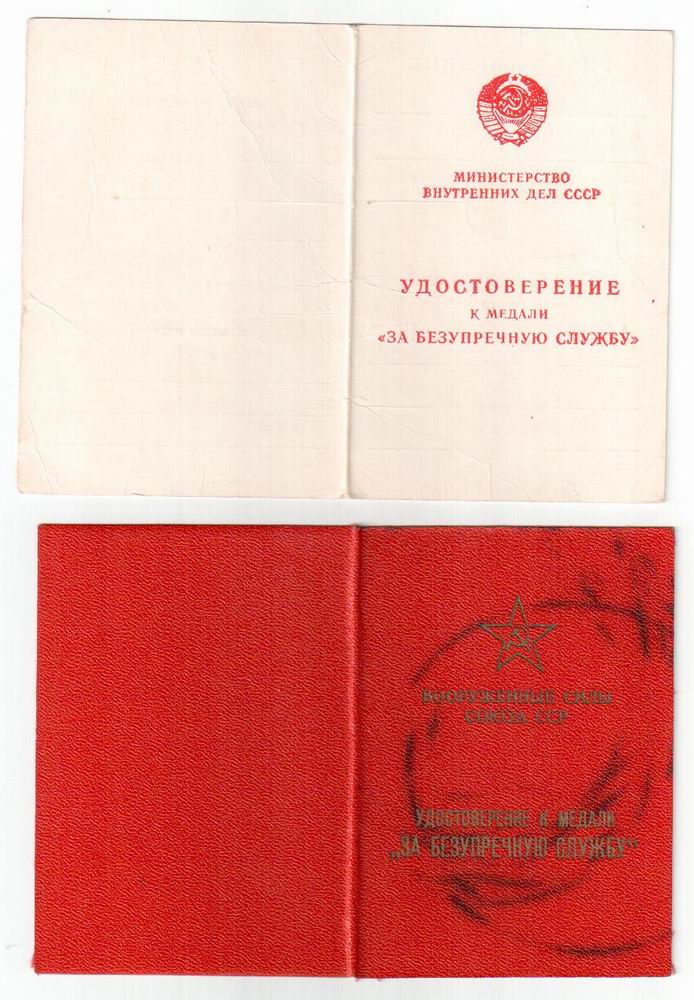 МИНИСТЕРСТВО
ВНУТРЕННИХ ДЕЛ СССР
УДОСТОВЕРЕНИЕ
К МЕДАЛИ
«ЗА БЕЗУПРЕЧНУЮ СЛУЖБУ»
ВООРУЖЕННЫЕ СИЛЫ
СОЮЗА ССР
УДОСТОВЕРЕНИЕ К МЕДАЛИ
„ЗА БЕЗУПРЕЧНУЮ СЛУЖБУ“